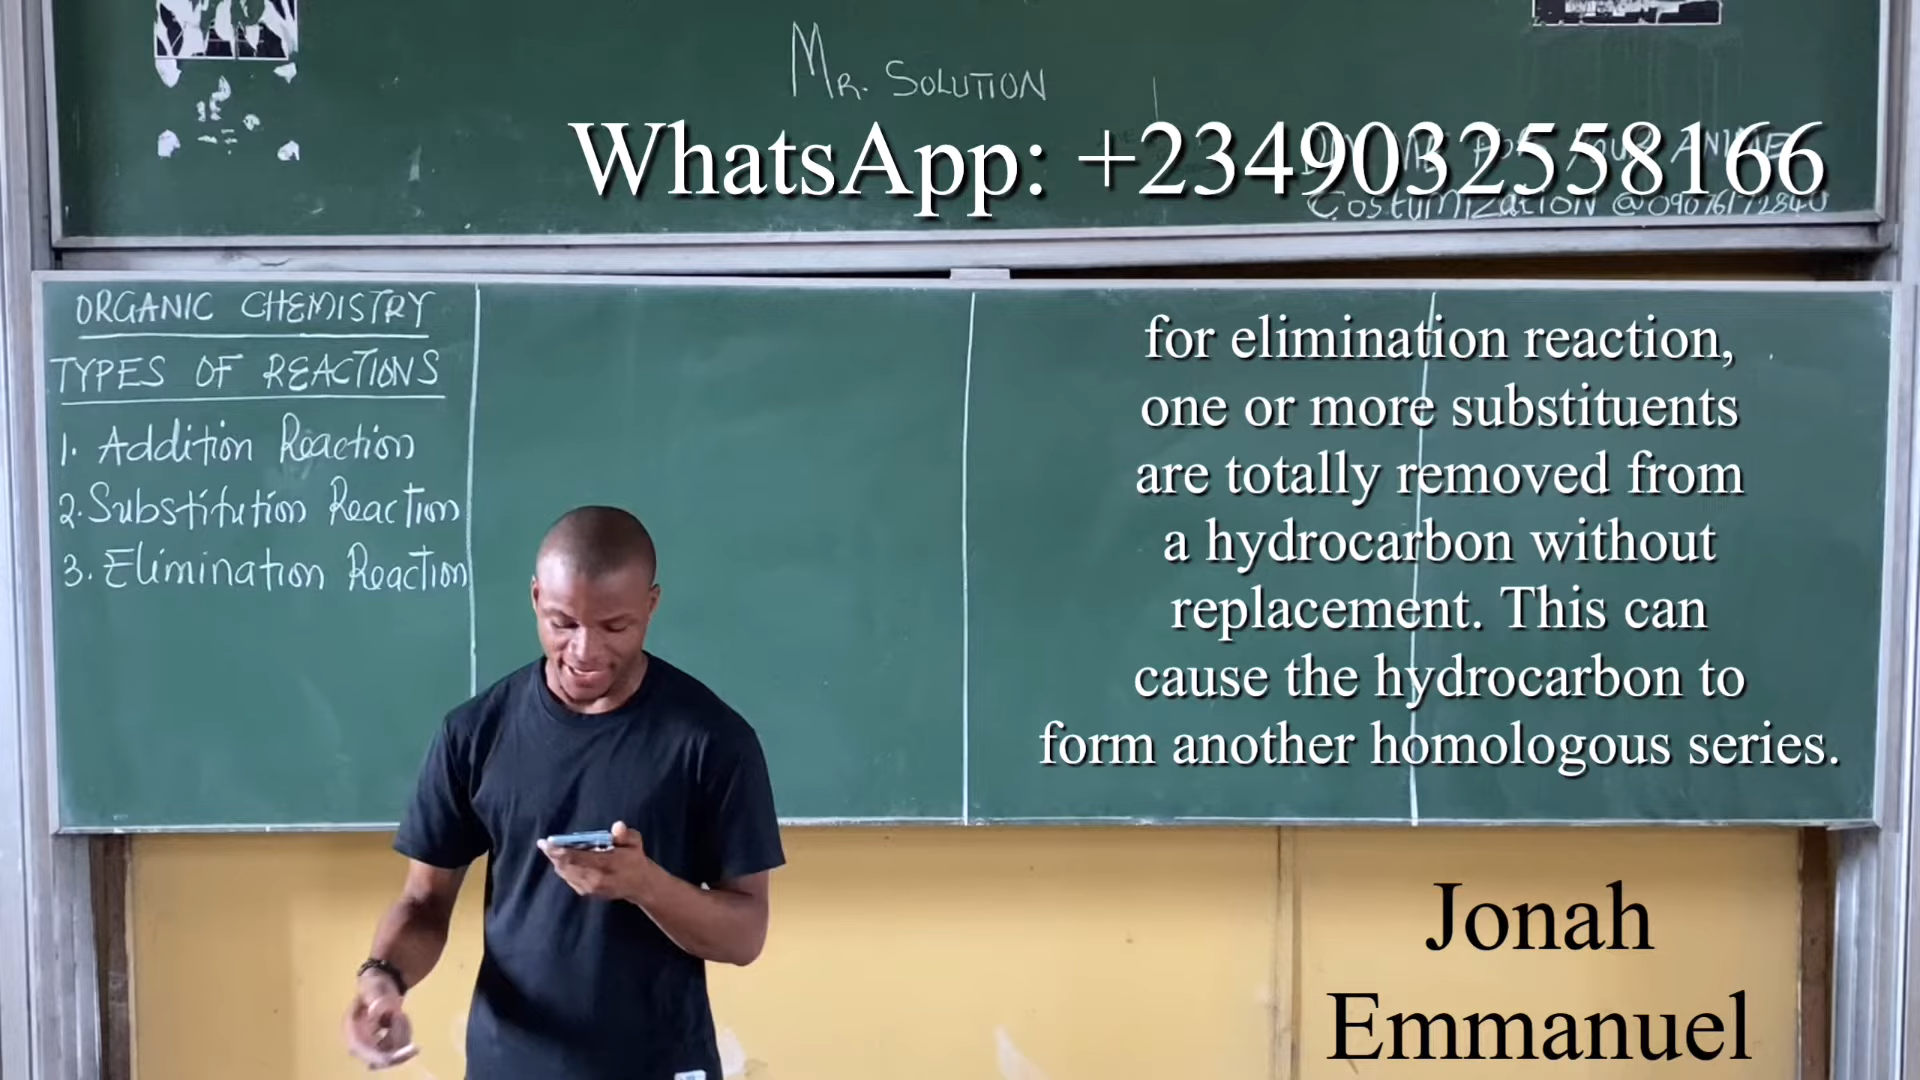 MR. SOLUTION
WhatsApp: +2349032558166
Costumization @09076172840
ORGANIC CHEMISTRY
TYPES OF REACTIONS
1. Addition Reaction
2. Substitution Reaction
3. Elimination Reaction
for elimination reaction,
one or more substituents
are totally removed from
a hydrocarbon without
replacement. This can
cause the hydrocarbon to
form another homologous series.
Jonah
Emmanuel